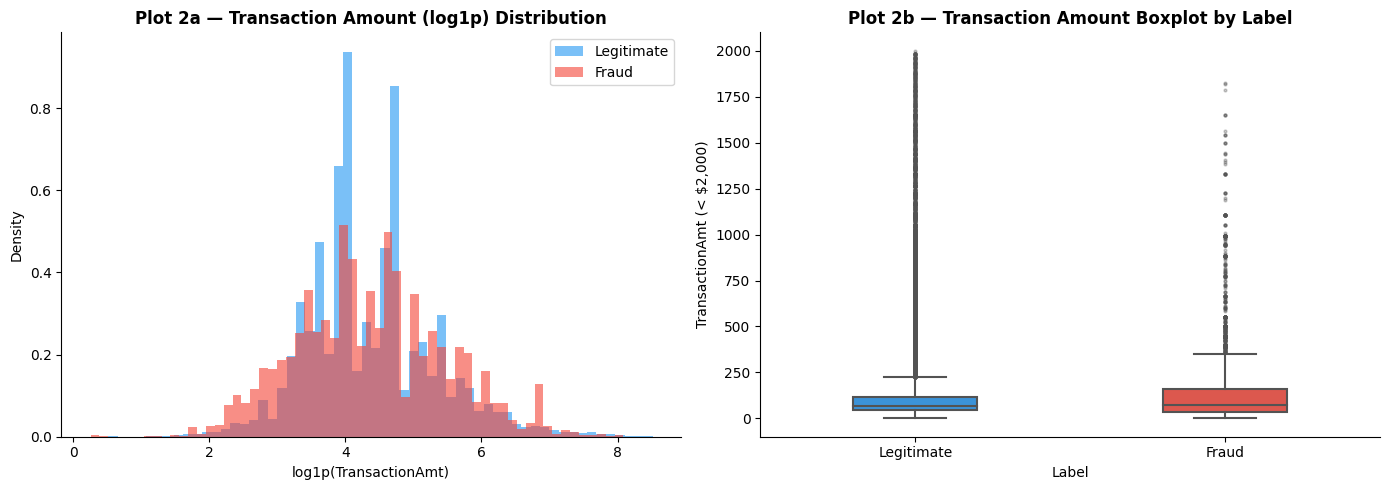 Plot 2a — Transaction Amount (log1p) Distribution
Legitimate
Fraud
Density
0.8
0.6
0.4
0.2
0.0
0
2
4
6
8
log1p(TransactionAmt)
Plot 2b — Transaction Amount Boxplot by Label
TransactionAmt (< $2,000)
2000
1750
1500
1250
1000
750
500
250
0
Legitimate
Fraud
Label